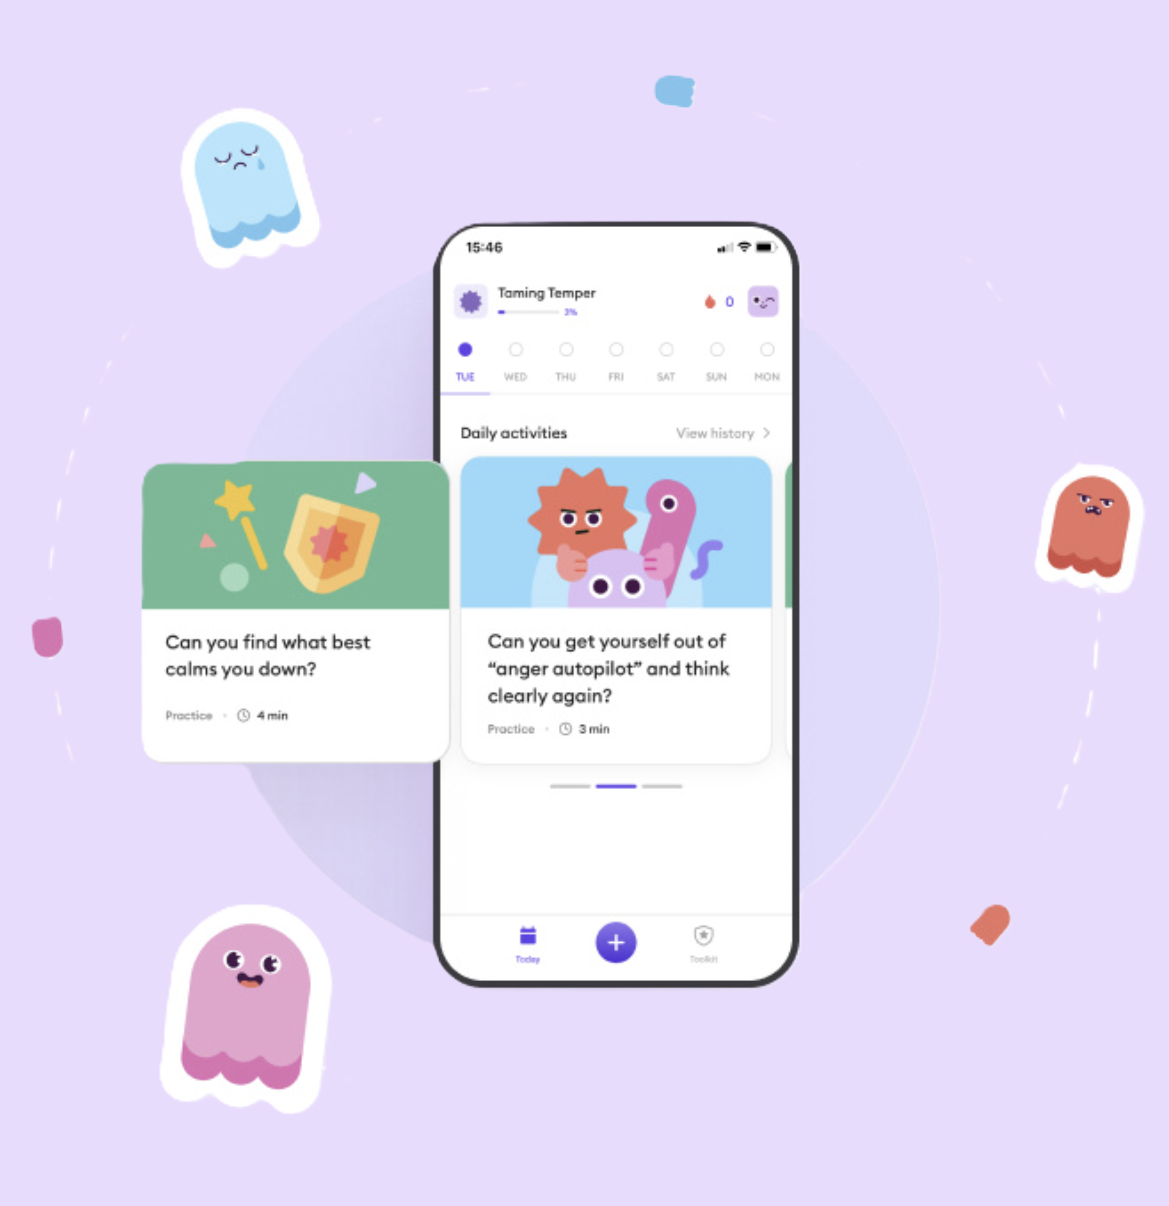 15:46
Taming Temper
3%
0
TUE WED THU FRI SAT SUN MON
Daily activities View history
Can you find what best
calms you down?
Practice · 4 min
Can you get yourself out of
“anger autopilot” and think
clearly again?
Practice · 3 min
Today Toolkit